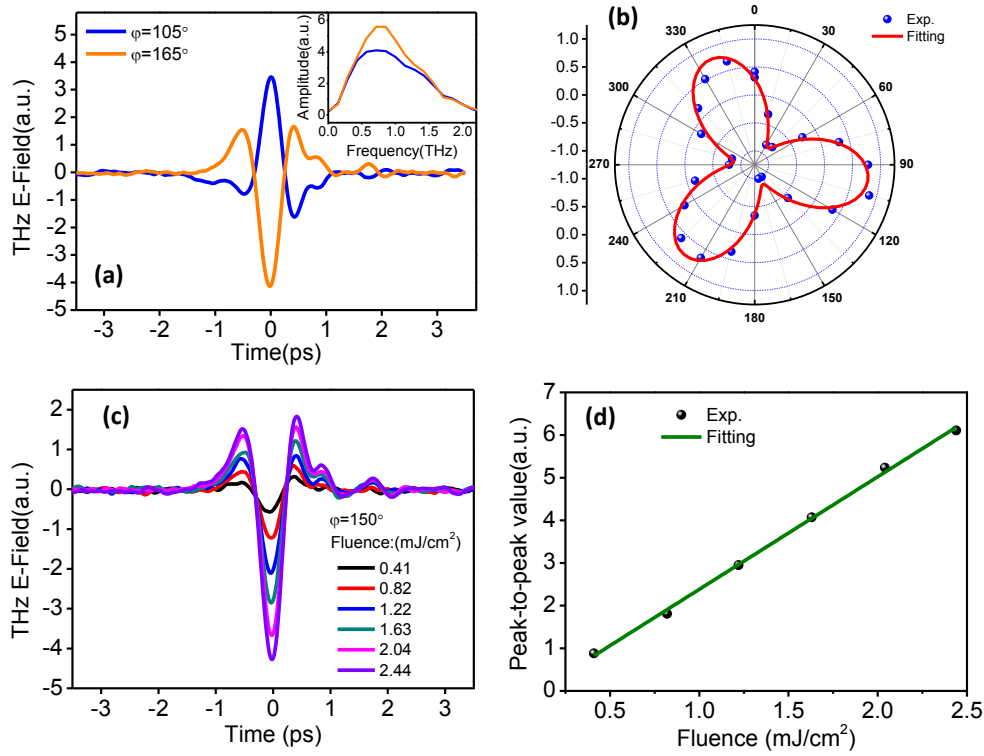 (a)
φ=105°
φ=165°
THz E-Field(a.u.)
5
4
3
2
1
0
-1
-2
-3
-4
-5
-3 -2 -1 0 1 2 3
Time(ps)
Amplitude(a.u.)
6
4
2
0
0.0 0.5 1.0 1.5 2.0
Frequency(THz)
(b)
Exp.
Fitting
1.0
0.5
0.0
-0.5
-1.0
-1.0
-0.5
0.0
0.5
1.0
0
30
60
90
120
150
180
210
240
270
300
330
(c)
THz E-Field(a.u.)
2
1
0
-1
-2
-3
-4
-5
φ=150°
Fluence:(mJ/cm²)
0.41
0.82
1.22
1.63
2.04
2.44
-3 -2 -1 0 1 2 3
Time (ps)
(d)
Exp.
Fitting
Peak-to-peak value(a.u.)
7
6
5
4
3
2
1
0
0.5 1.0 1.5 2.0 2.5
Fluence (mJ/cm²)